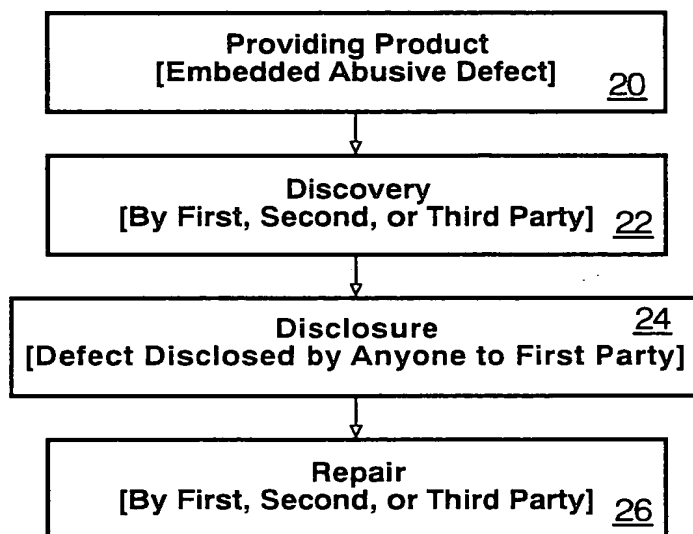 Providing Product
[Embedded Abusive Defect]
20
Discovery
[By First, Second, or Third Party]
22
Disclosure
24
[Defect Disclosed by Anyone to First Party]
Repair
[By First, Second, or Third Party]
26